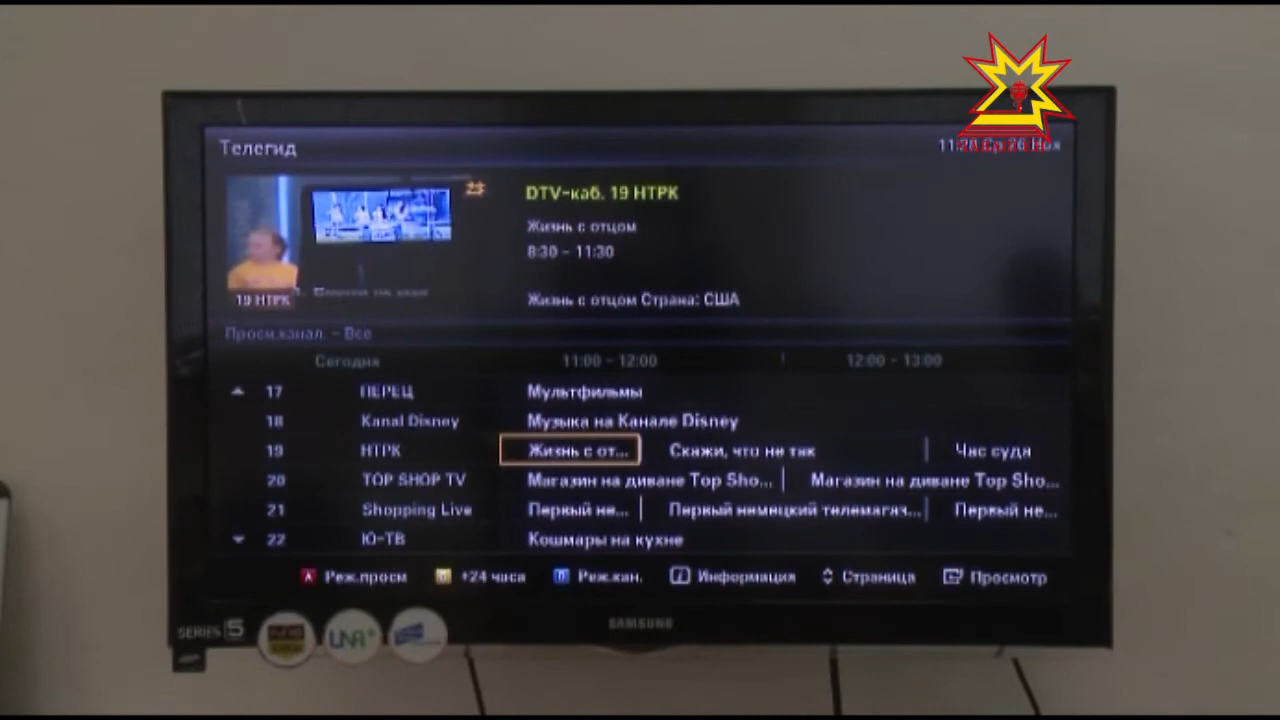 Телегид
11:28 Ср 26 Ноя
DTV-каб. 19 НТРК
Жизнь с отцом
8:30 - 11:30
19 НТРК
Жизнь с отцом Страна: США
Просм.канал. - Все
Сегодня 11:00 - 12:00 12:00 - 13:00
17 ПЕРЕЦ Мультфильмы
18 Kanal Disney Музыка на Канале Disney
19 НТРК Жизнь с от... Скажи, что не так Час суда
20 TOP SHOP TV Магазин на диване Top Sho... Магазин на диване Top Sho...
21 Shopping Live Первый не... Первый немецкий телемагаз... Первый не...
22 Ю-ТВ Кошмары на кухне
A Реж.просм +24 часа D Реж.кан. Информация Страница Просмотр
SAMSUNG
SERIES 5